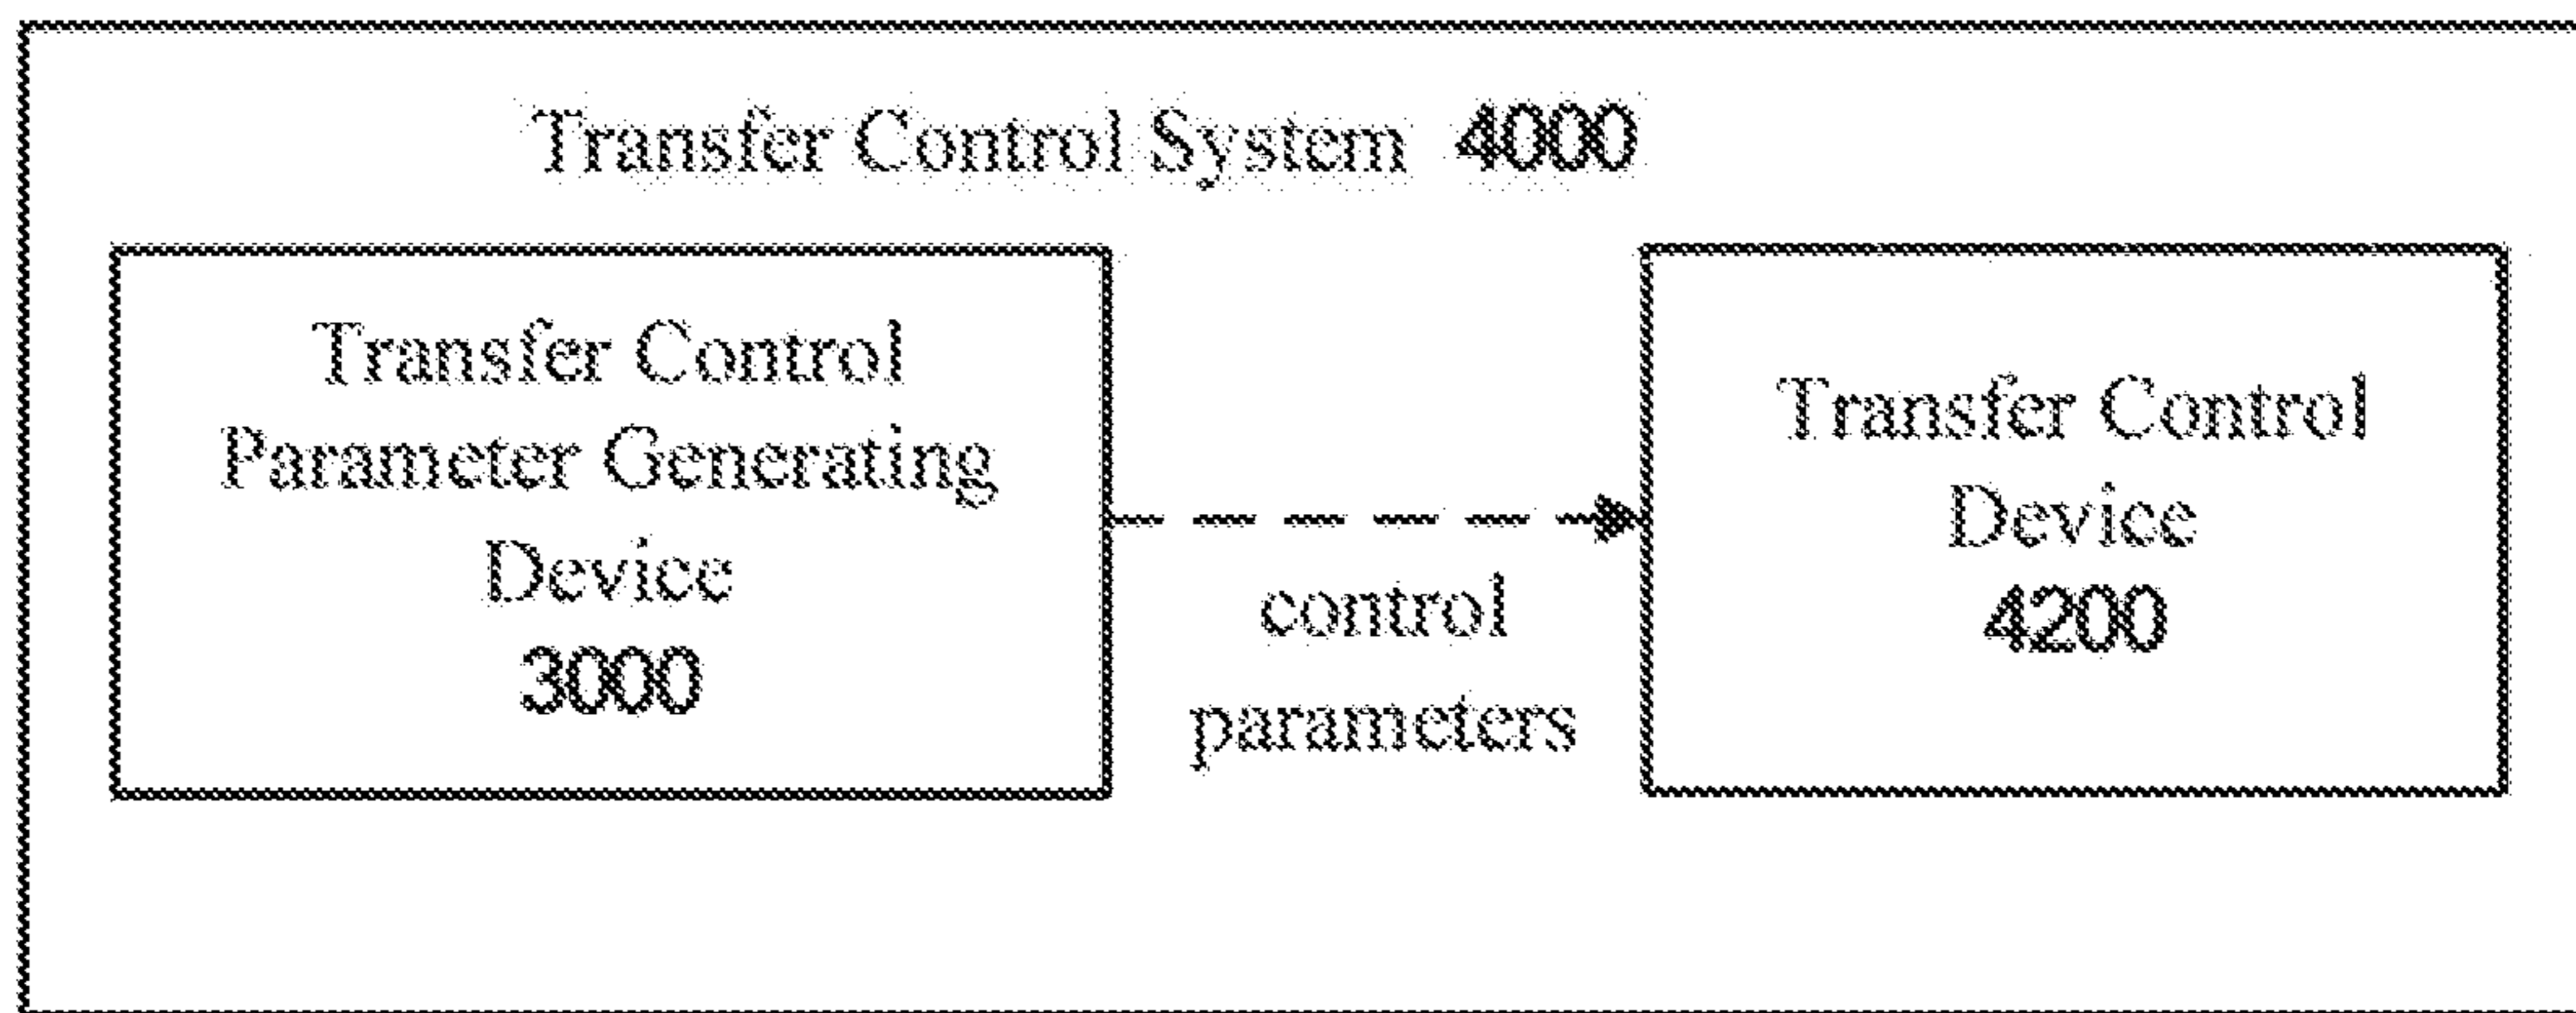 Transfer Control System 4000
Transfer Control
Parameter Generating
Device
3000
control
parameters
Transfer Control
Device
4200